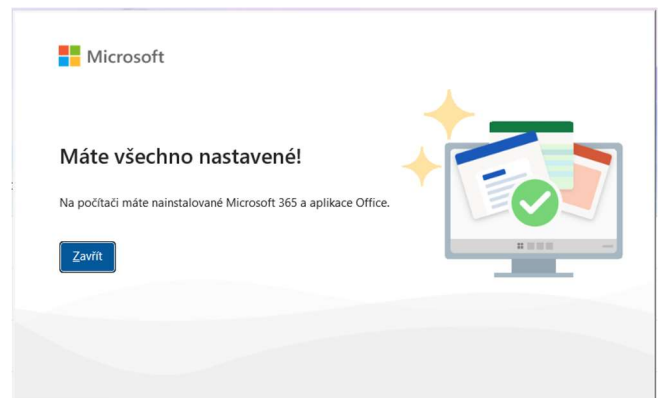 Microsoft
Máte všechno nastavené!
Na počítači máte nainstalované Microsoft 365 a aplikace Office.
Zavřít